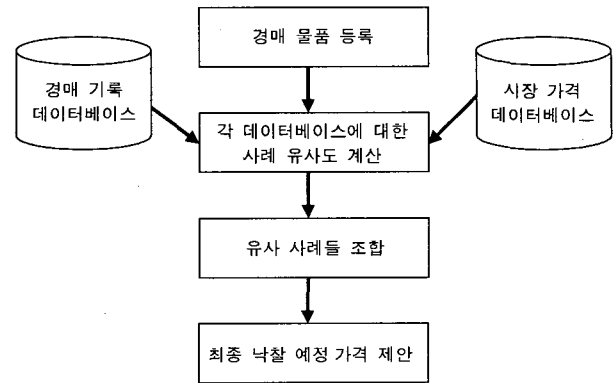 경매 물품 등록
경매 기록
데이터베이스
시장 가격
데이터베이스
각 데이터베이스에 대한
사례 유사도 계산
유사 사례들 조합
최종 낙찰 예정 가격 제안